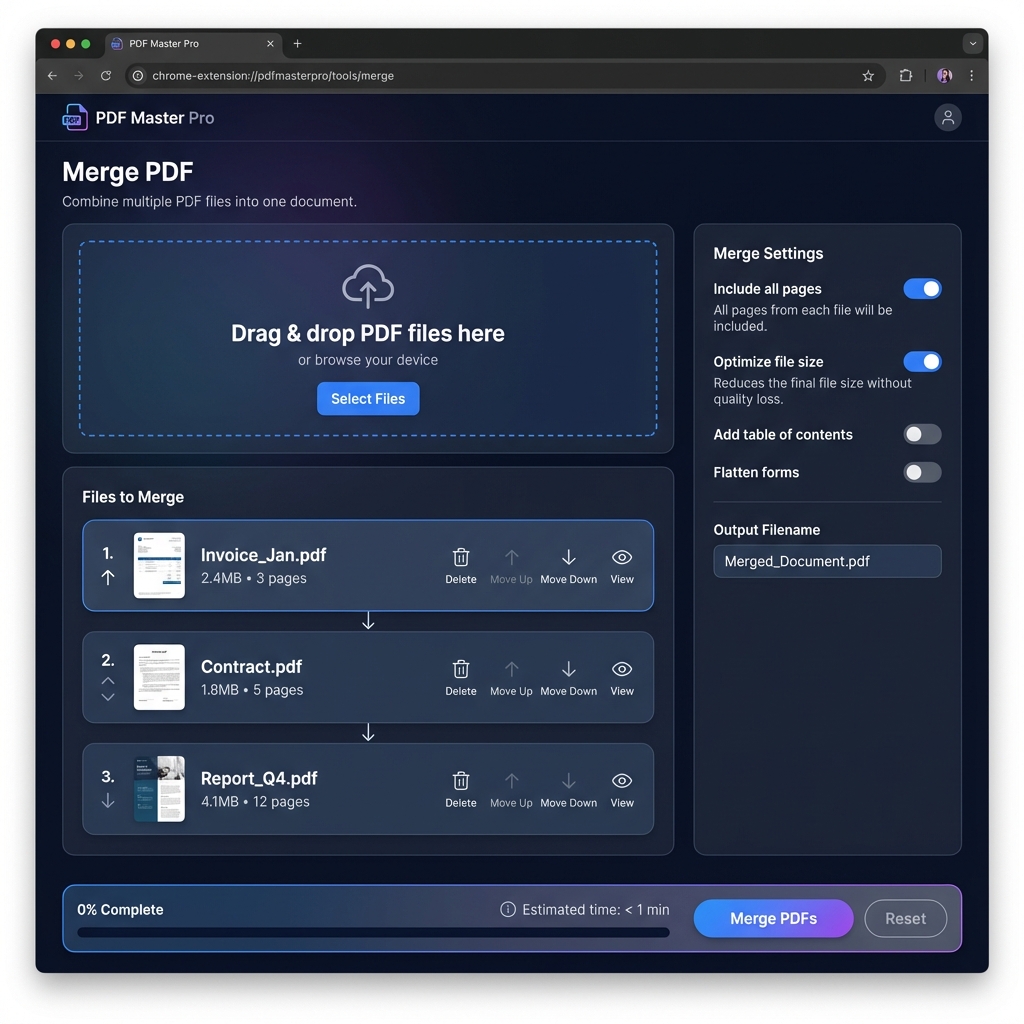 PDF Master Pro
chrome-extension://pdfmasterpro/tools/merge
PDF
PDF Master Pro
Merge PDF
Combine multiple PDF files into one document.
Drag & drop PDF files here
or browse your device
Select Files
Files to Merge
1.
Invoice_Jan.pdf
2.4MB • 3 pages
Delete Move Up Move Down View
2.
Contract.pdf
1.8MB • 5 pages
Delete Move Up Move Down View
3.
Report_Q4.pdf
4.1MB • 12 pages
Delete Move Up Move Down View
Merge Settings
Include all pages
All pages from each file will be
included.
Optimize file size
Reduces the final file size without
quality loss.
Add table of contents
Flatten forms
Output Filename
Merged_Document.pdf
0% Complete
Estimated time: < 1 min
Merge PDFs
Reset